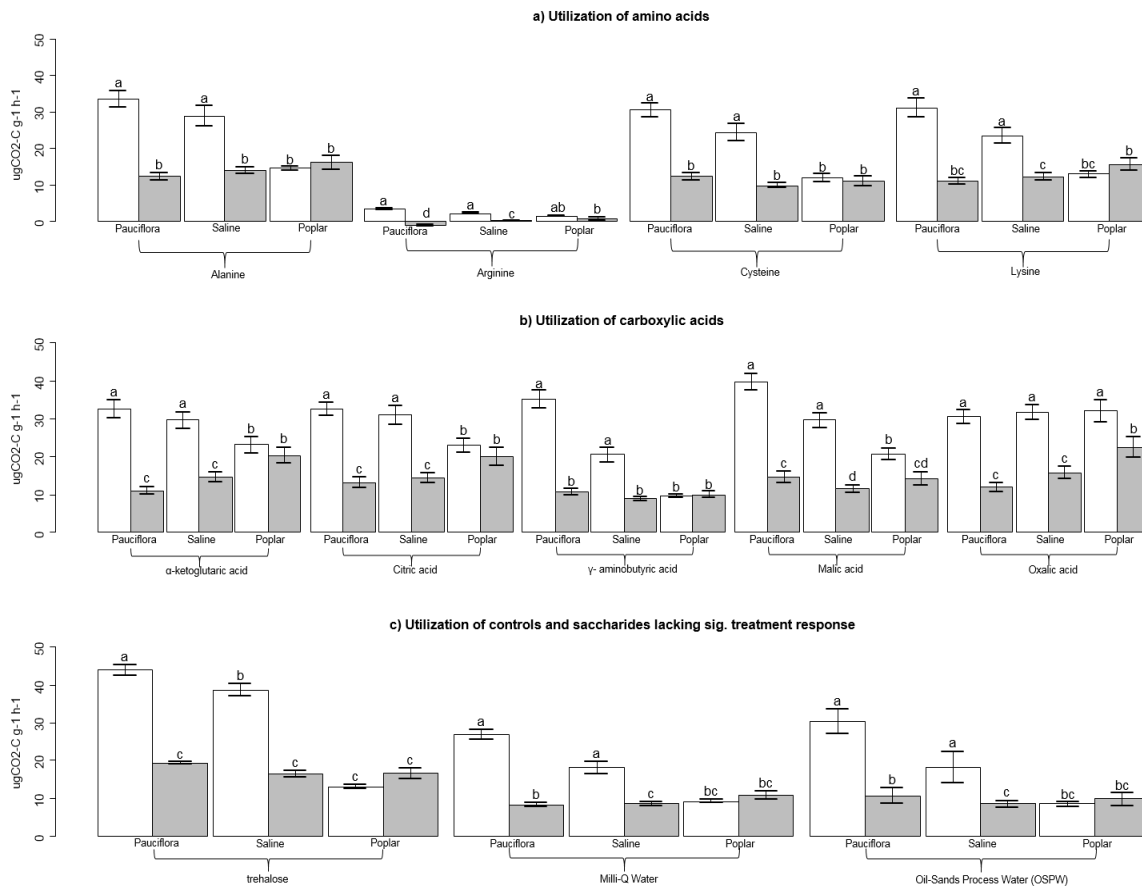 a) Utilization of amino acids
ugCO2-C g-1 h-1
0 10 20 30 40 50
a b a b b b
a d a c ab b
a b a b b b
a bc a c bc b
Pauciflora Saline Poplar Pauciflora Saline Poplar Pauciflora Saline Poplar Pauciflora Saline Poplar
Alanine Arginine Cysteine Lysine
b) Utilization of carboxylic acids
ugCO2-C g-1 h-1
0 10 20 30 40 50
a c a c b b
a c a c b b
a b a b b b
a c a d b cd
a c a c a b
Pauciflora Saline Poplar Pauciflora Saline Poplar Pauciflora Saline Poplar Pauciflora Saline Poplar Pauciflora Saline Poplar
α-ketoglutaric acid Citric acid γ- aminobutyric acid Malic acid Oxalic acid
c) Utilization of controls and saccharides lacking sig. treatment response
ugCO2-C g-1 h-1
0 10 20 30 40 50
a c b c c c
a b a c bc bc
a b a c bc bc
Pauciflora Saline Poplar Pauciflora Saline Poplar Pauciflora Saline Poplar
trehalose Milli-Q Water Oil-Sands Process Water (OSPW)